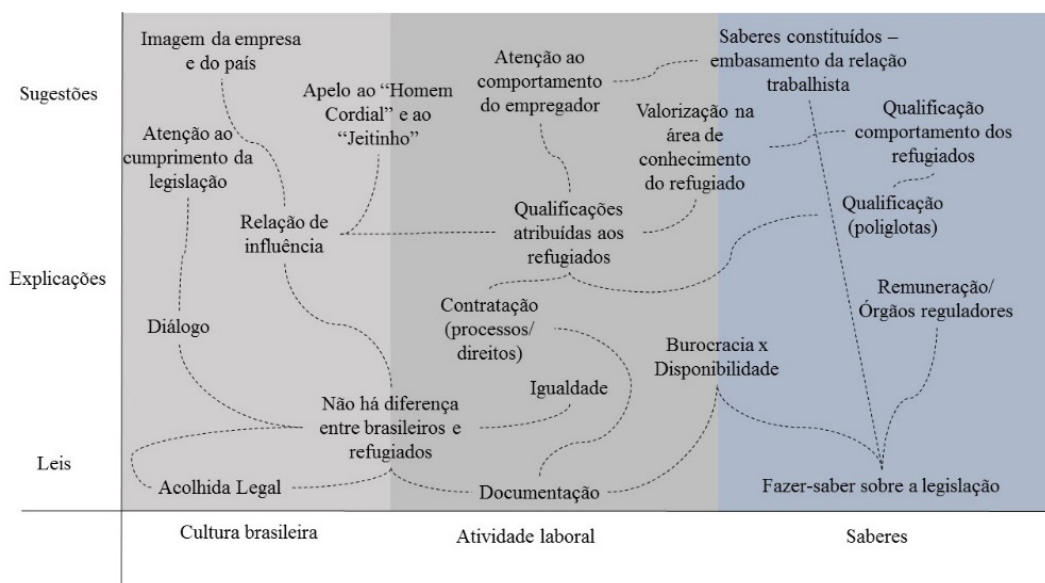 Sugestões
Explicações
Leis
Imagem da empresa
e do país
Apelo ao “Homem
Cordial” e ao
“Jeitinho”
Atenção ao
cumprimento da
legislação
Relação de
influência
Diálogo
Não há diferença
entre brasileiros e
refugiados
Acolhida Legal
Atenção ao
comportamento
do empregador
Valorização na
área de
conhecimento
do refugiado
Qualificações
atribuídas aos
refugiados
Contratação
(processos/
direitos)
Igualdade
Burocracia x
Disponibilidade
Documentação
Saberes constituídos –
embasamento da relação
trabalhista
Qualificação
comportamento dos
refugiados
Qualificação
(poliglotas)
Remuneração/
Órgãos reguladores
Fazer-saber sobre a legislação
Cultura brasileira
Atividade laboral
Saberes